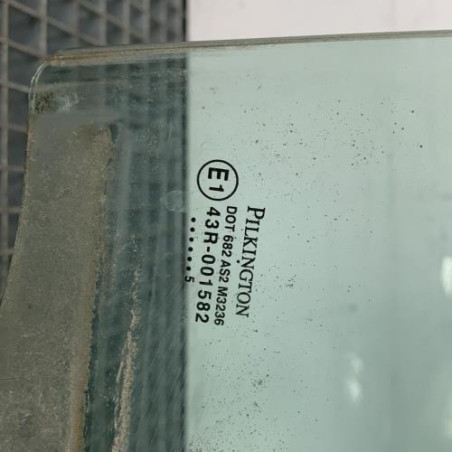 PILKINGTON
E1
DOT 682 AS2 M3236
43R-001582
......5